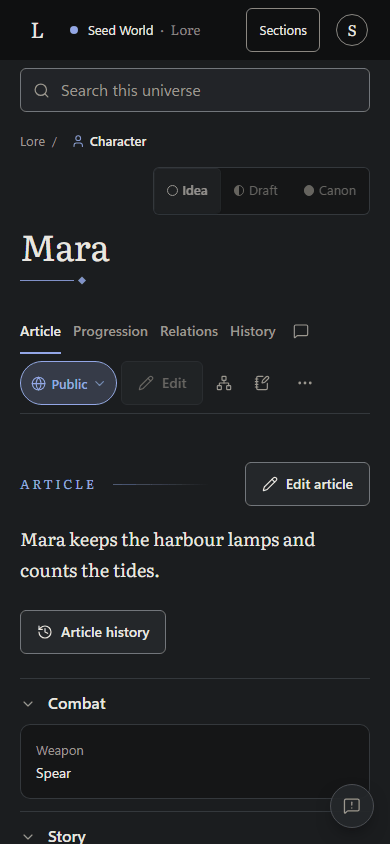 L Seed World · Lore Sections S
Search this universe
Lore / Character
Idea Draft Canon
Mara
Article Progression Relations History
Public Edit
ARTICLE Edit article
Mara keeps the harbour lamps and
counts the tides.
Article history
Combat
Weapon
Spear
Story